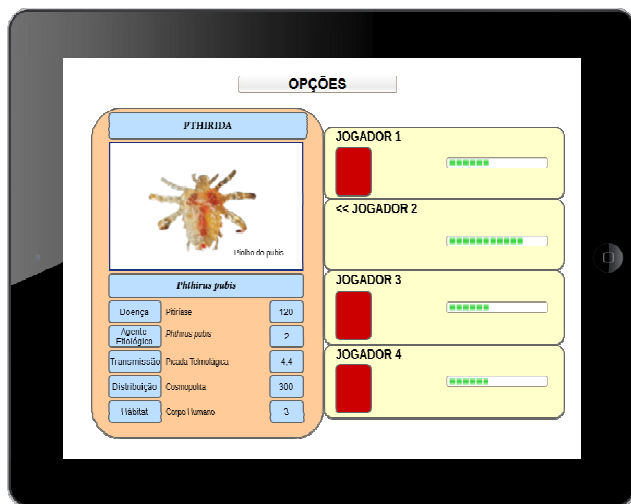 OPÇÕES
PTHIRIDA
Piolho do pubis
Phthirus pubis
Doença Pitiríase 120
Agente Etiológico Phthirus pubis 2
Transmissão Picada Telmofágica 4,4
Distribuição Cosmopolita 300
Hábitat Corpo Humano 3
JOGADOR 1
<< JOGADOR 2
JOGADOR 3
JOGADOR 4